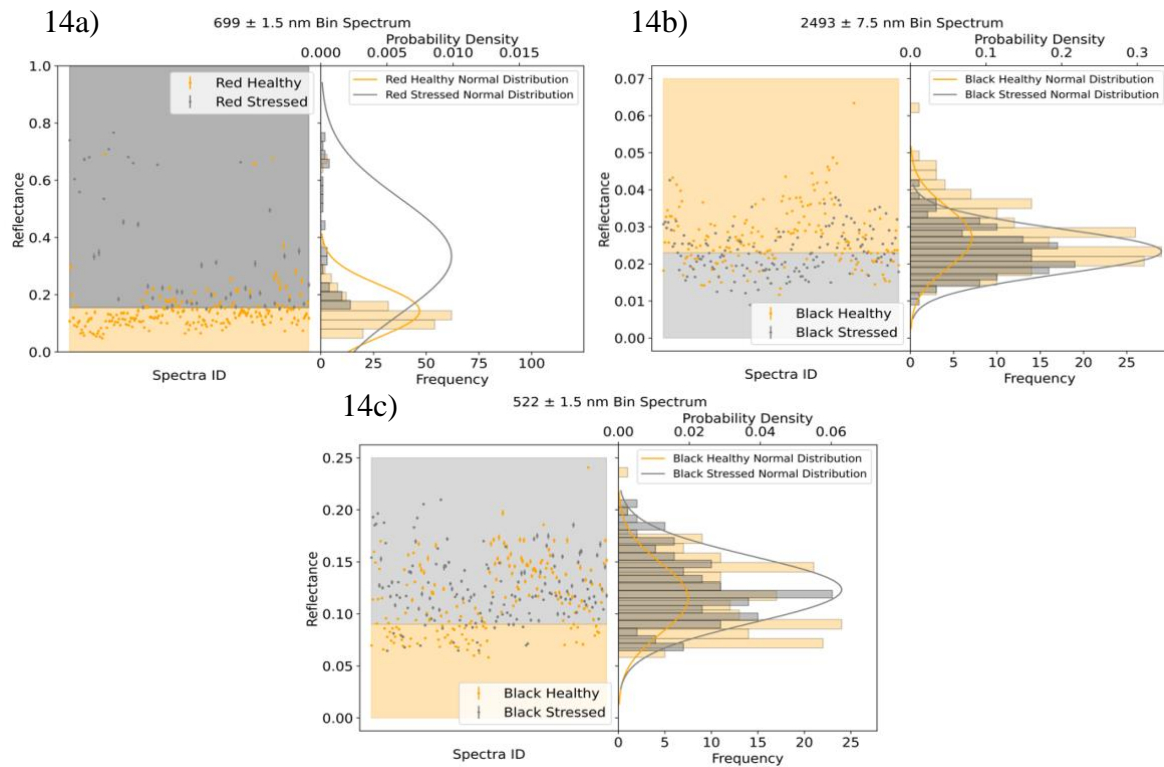 14a)
699 ± 1.5 nm Bin Spectrum
Probability Density
0.000 0.005 0.010 0.015
1.0
0.8
0.6
0.4
0.2
0.0
Reflectance
Red Healthy
Red Stressed
Red Healthy Normal Distribution
Red Stressed Normal Distribution
Spectra ID
25 50 75 100
Frequency
14b)
2493 ± 7.5 nm Bin Spectrum
Probability Density
0.0 0.1 0.2 0.3
0.07
0.06
0.05
0.04
0.03
0.02
0.01
0.00
Reflectance
Black Healthy Normal Distribution
Black Stressed Normal Distribution
Black Healthy
Black Stressed
Spectra ID
0 5 10 15 20 25
Frequency
14c)
522 ± 1.5 nm Bin Spectrum
Probability Density
0.00 0.02 0.04 0.06
0.25
0.20
0.15
0.10
0.05
0.00
Reflectance
Black Healthy Normal Distribution
Black Stressed Normal Distribution
Black Healthy
Black Stressed
Spectra ID
0 5 10 15 20 25
Frequency